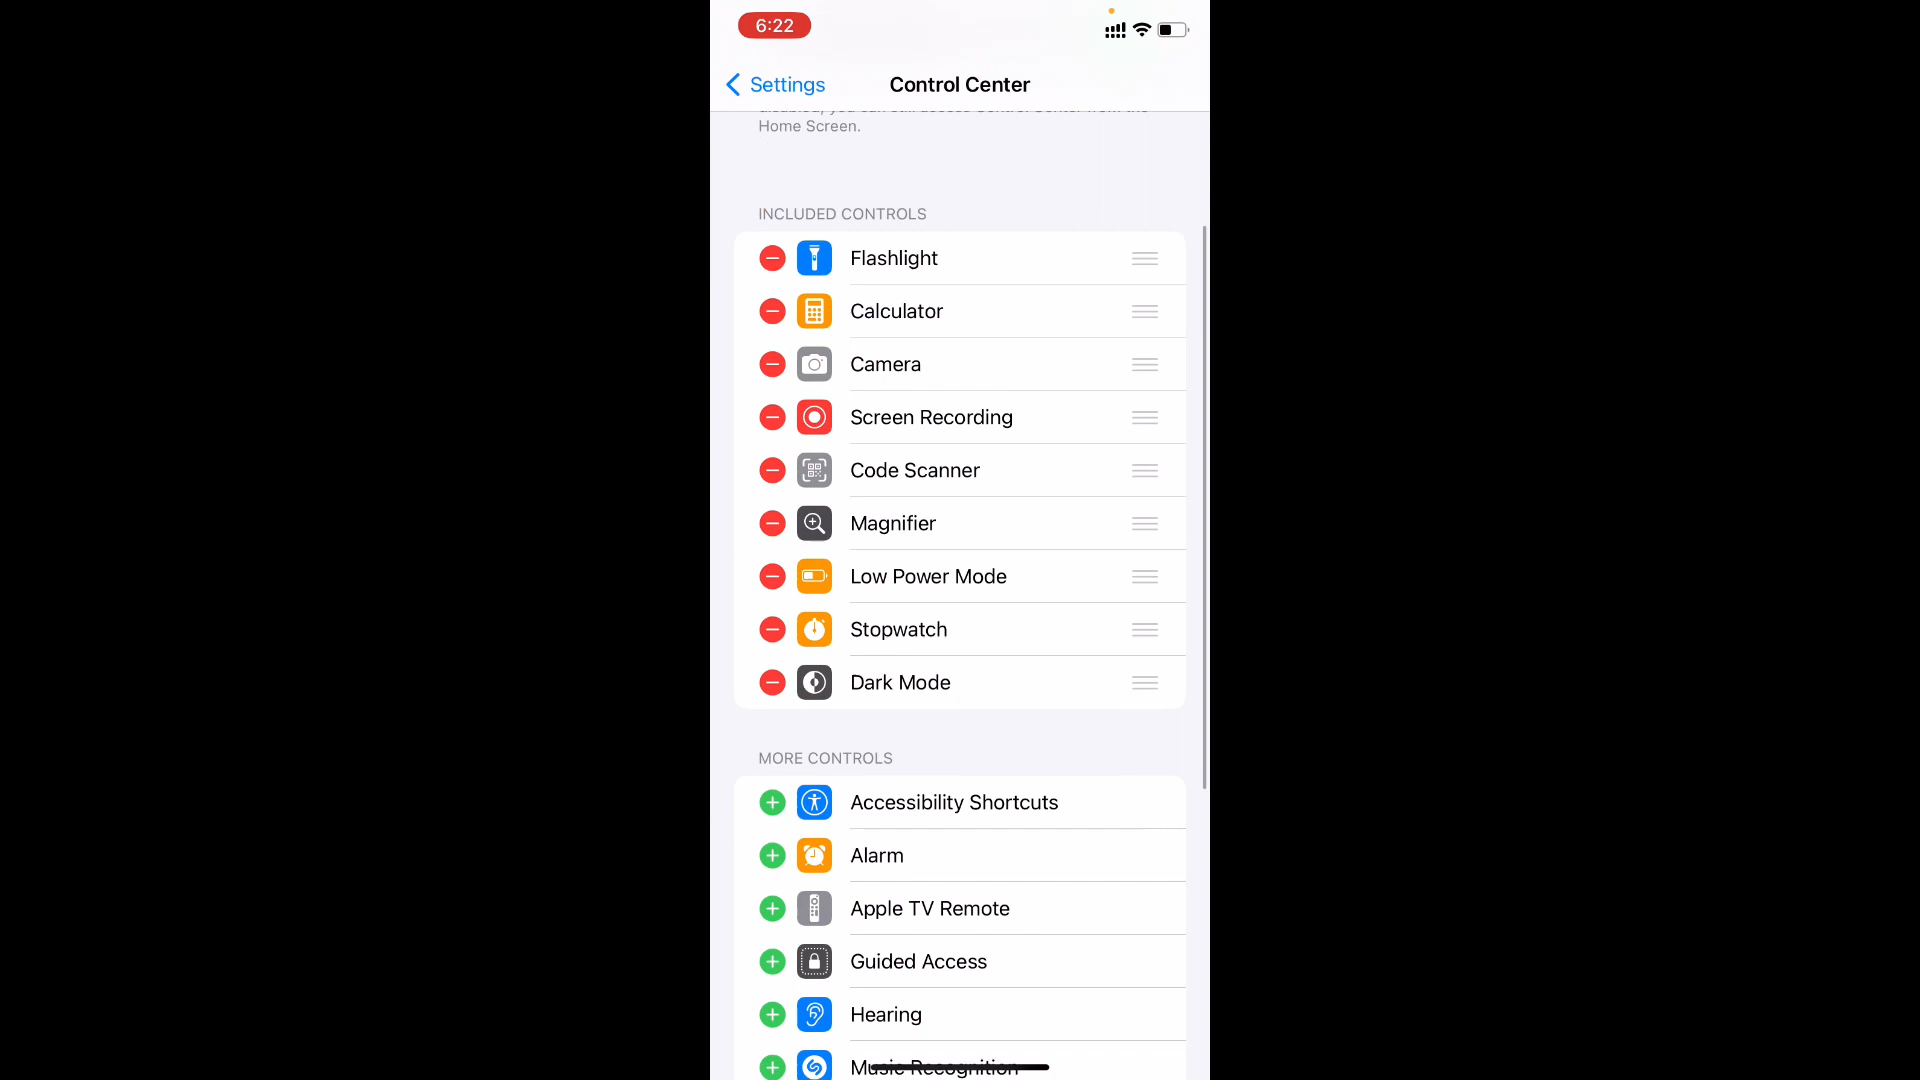 6:22
Settings
Control Center
Home Screen.
INCLUDED CONTROLS
Flashlight
Calculator
Camera
Screen Recording
Code Scanner
Magnifier
Low Power Mode
Stopwatch
Dark Mode
MORE CONTROLS
Accessibility Shortcuts
Alarm
Apple TV Remote
Guided Access
Hearing
Music Recognition